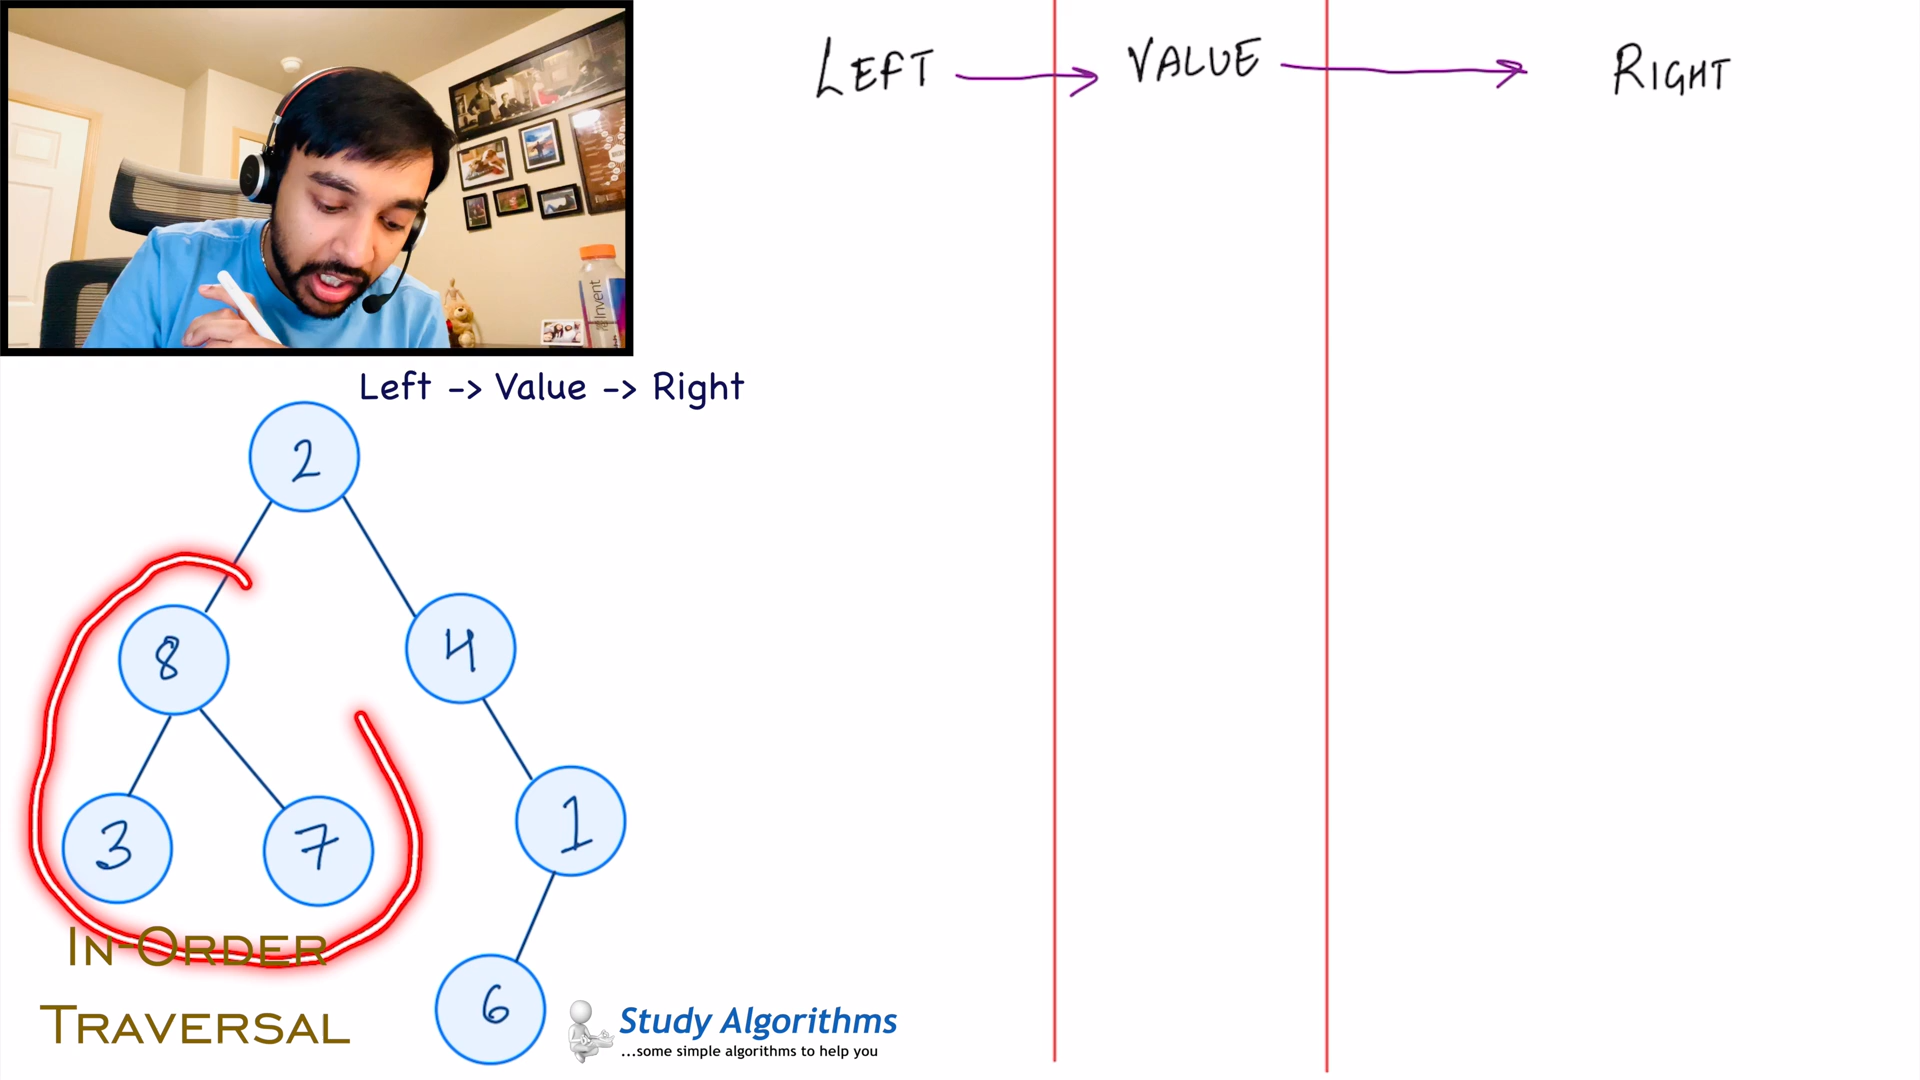 LEFT → VALUE → RIGHT
Invent
Left -> Value -> Right
2
8
4
3
7
1
6
IN-ORDER
TRAVERSAL
Study Algorithms
...some simple algorithms to help you